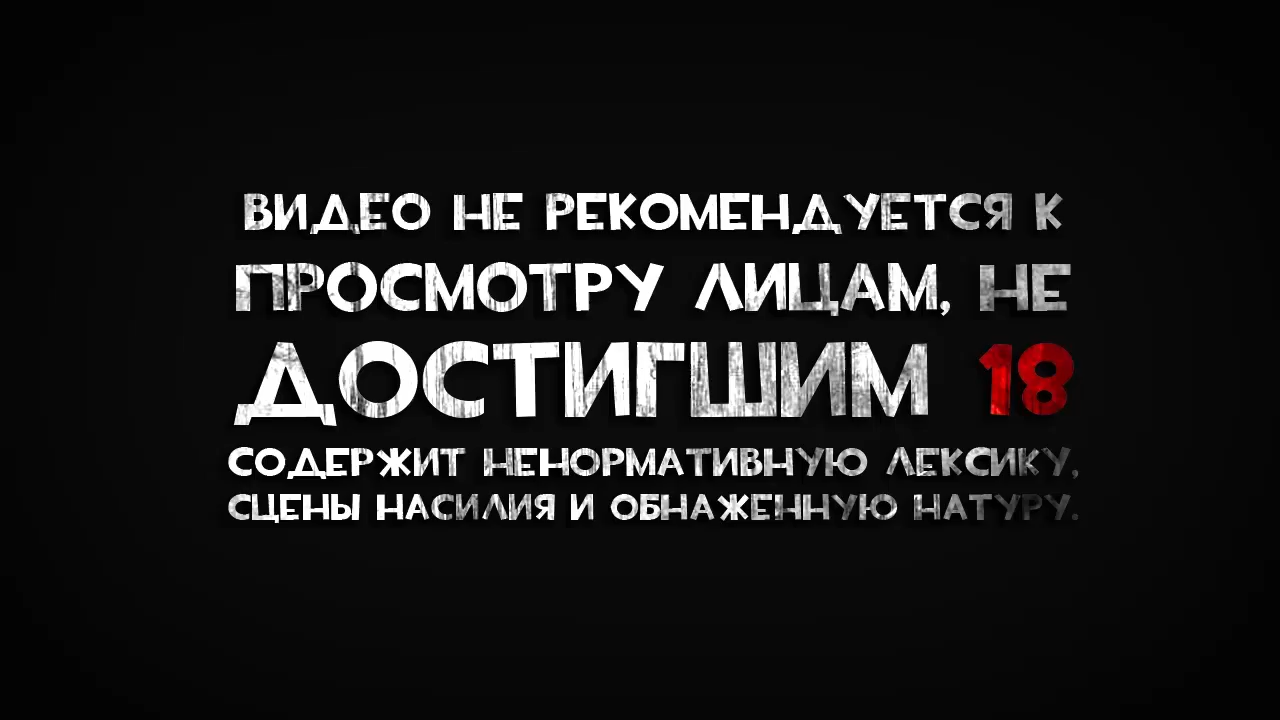 ВИДЕО НЕ РЕКОМЕНДУЕТСЯ К
ПРОСМОТРУ ЛИЦАМ, НЕ
ДОСТИГШИМ 18
СОДЕРЖИТ НЕНОРМАТИВНУЮ ЛЕКСИКУ,
СЦЕНЫ НАСИЛИЯ И ОБНАЖЕННУЮ НАТУРУ.